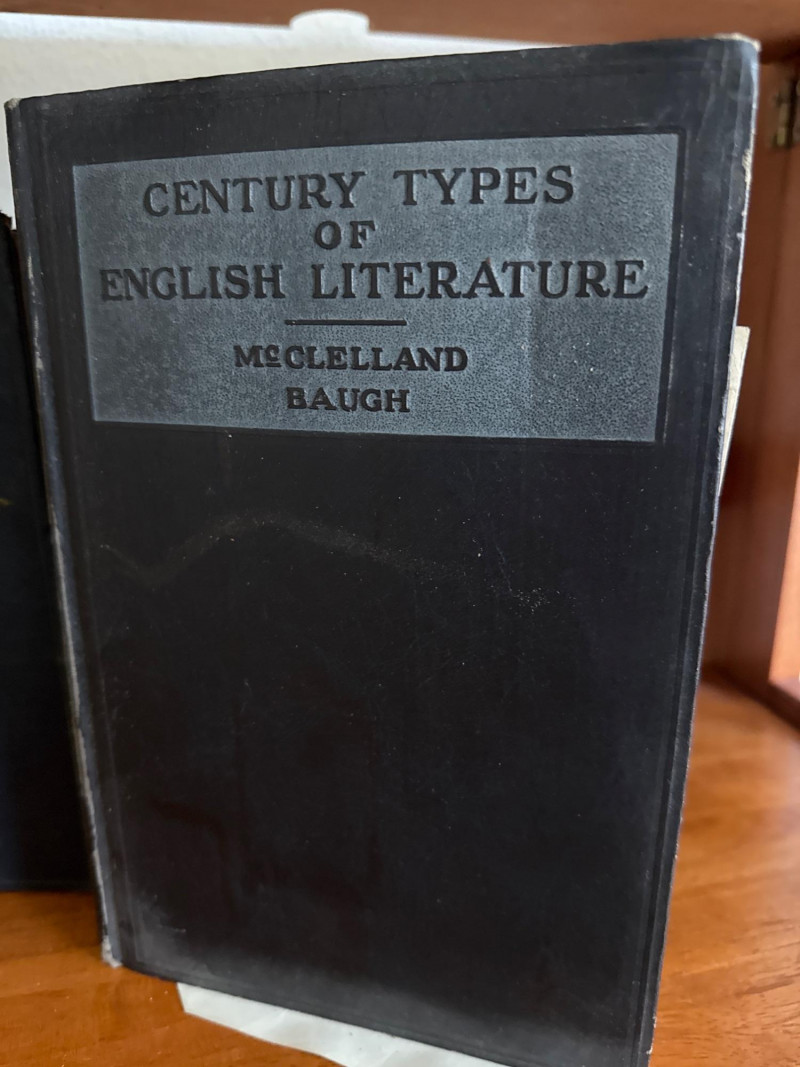 CENTURY TYPES
OF
ENGLISH LITERATURE
McCLELLAND
BAUGH